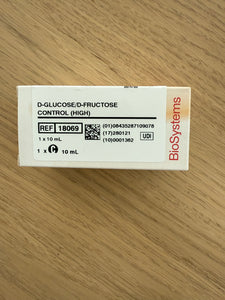 D-GLUCOSE/D-FRUCTOSE
CONTROL (HIGH)
REF 18069
1 x 10 mL
(01)08435287109078
(17)280121
(10)0001382
UDI
1 x C 10 mL
BioSystems